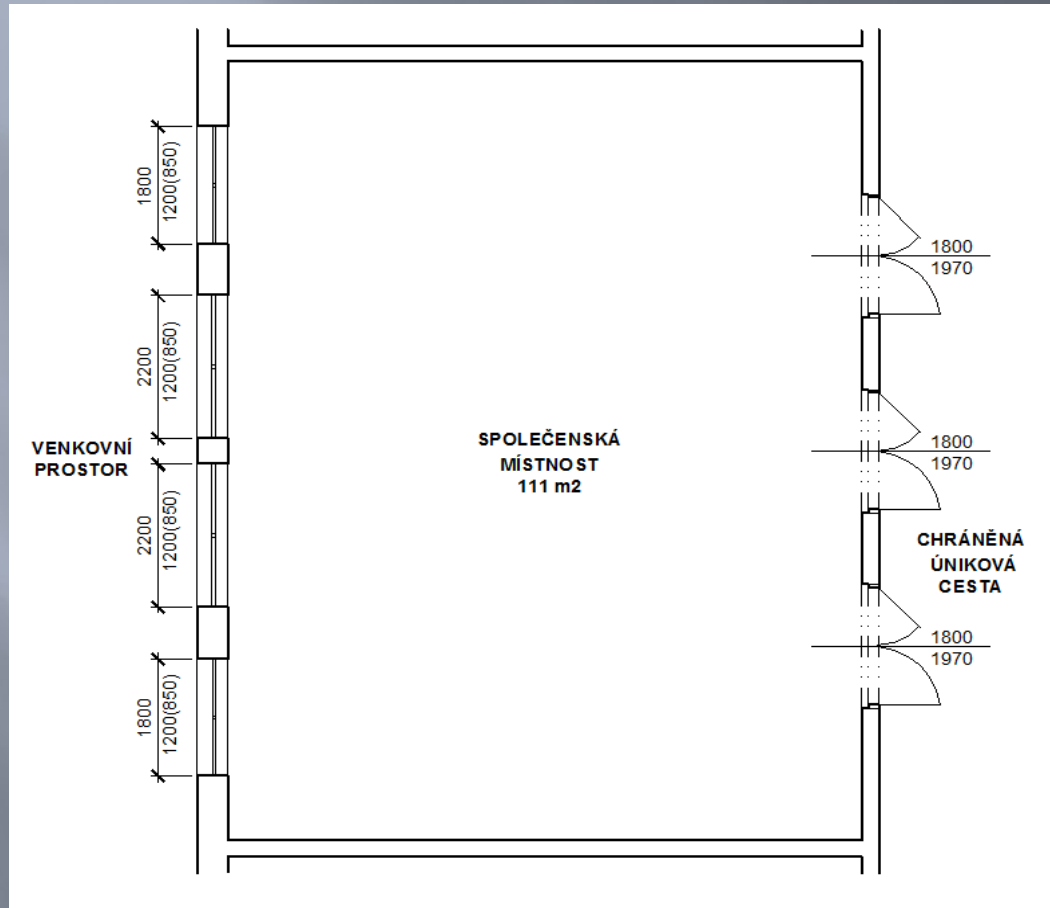 1800
1200(850)
2200
1200(850)
2200
1200(850)
1800
1200(850)
VENKOVNÍ
PROSTOR
SPOLEČENSKÁ
MÍSTNOST
111 m2
1800
1970
1800
1970
1800
1970
CHRÁNĚNÁ
ÚNIKOVÁ
CESTA